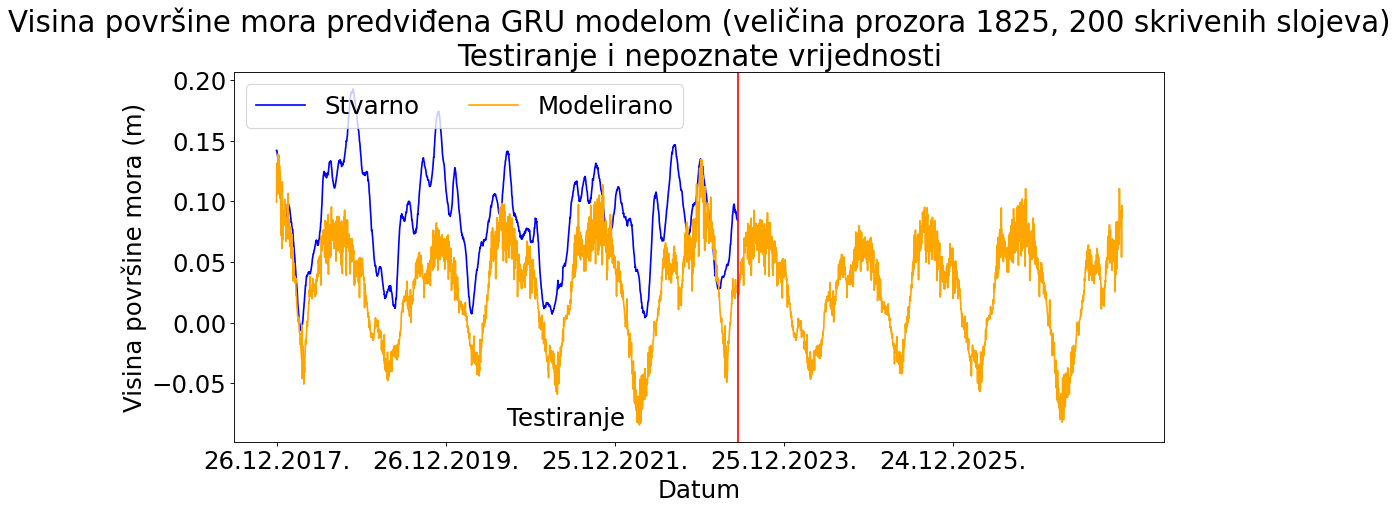 Visina površine mora predviđena GRU modelom (veličina prozora 1825, 200 skrivenih slojeva)
Testiranje i nepoznate vrijednosti
Stvarno Modelirano
Visina površine mora (m)
0.20
0.15
0.10
0.05
0.00
−0.05
Testiranje
26.12.2017. 26.12.2019. 25.12.2021. 25.12.2023. 24.12.2025.
Datum